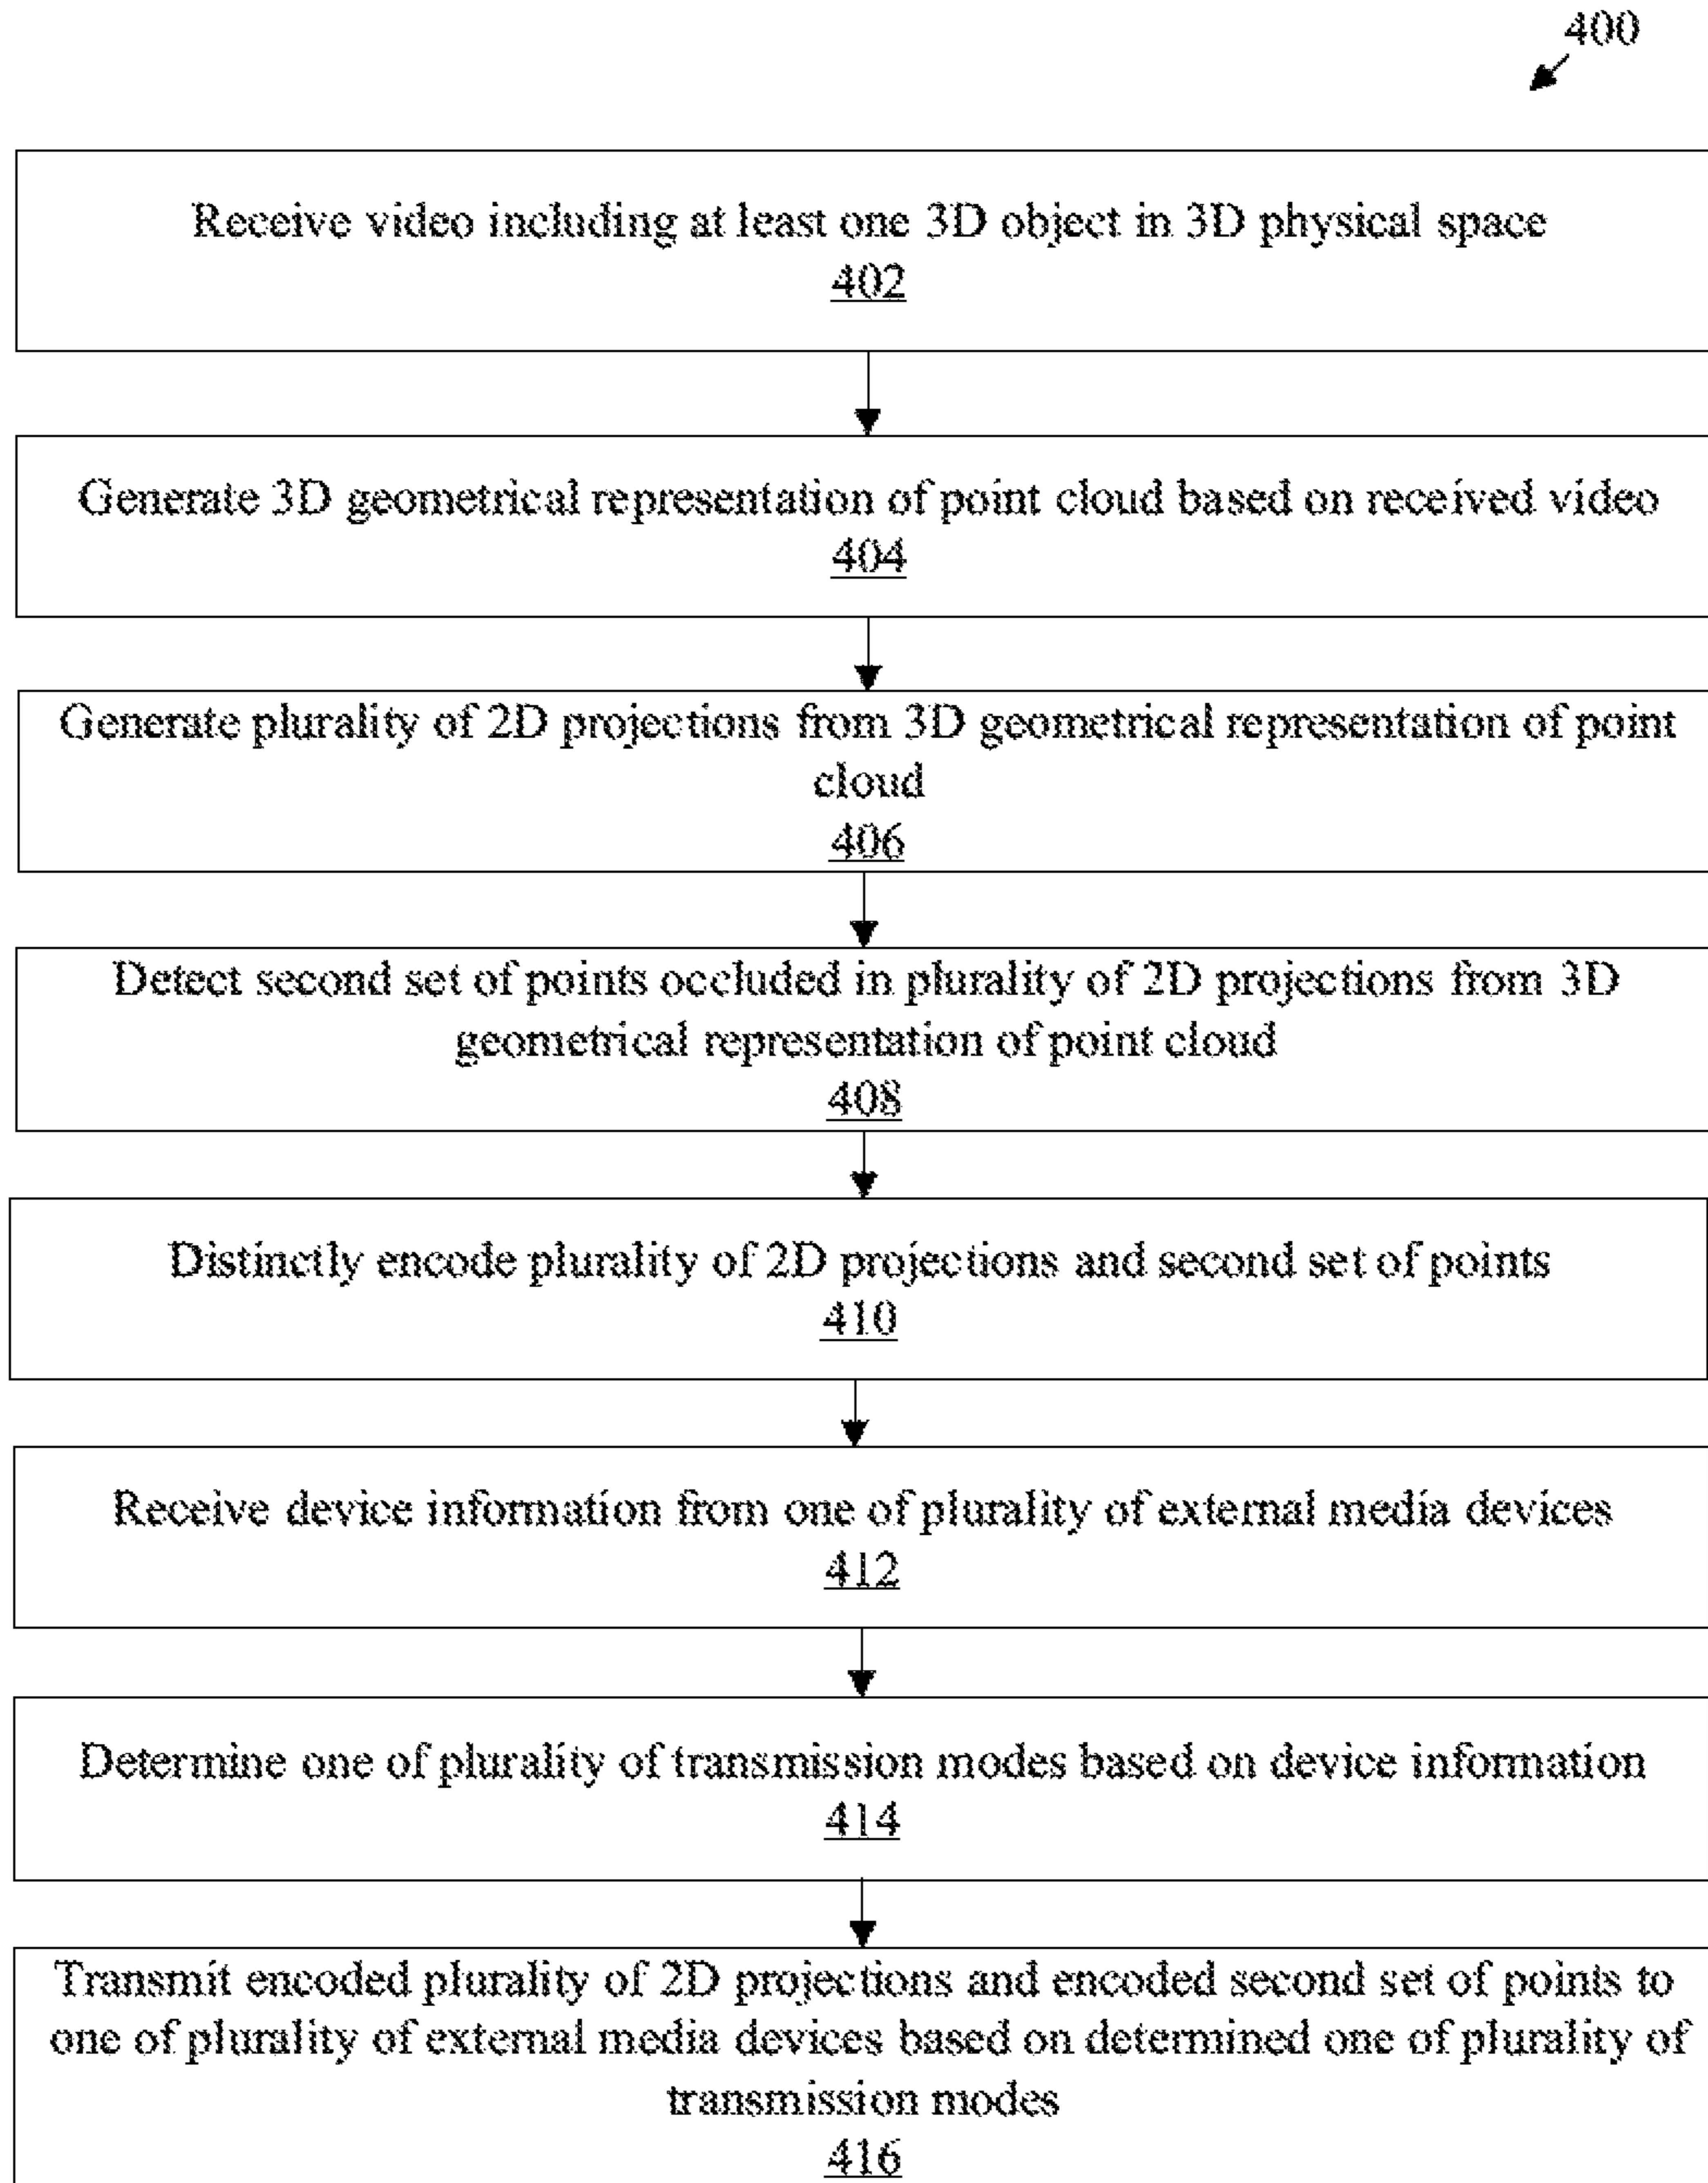 400
Receive video including at least one 3D object in 3D physical space
402
Generate 3D geometrical representation of point cloud based on received video
404
Generate plurality of 2D projections from 3D geometrical representation of point
cloud
406
Detect second set of points occluded in plurality of 2D projections from 3D
geometrical representation of point cloud
408
Distinctly encode plurality of 2D projections and second set of points
410
Receive device information from one of plurality of external media devices
412
Determine one of plurality of transmission modes based on device information
414
Transmit encoded plurality of 2D projections and encoded second set of points to
one of plurality of external media devices based on determined one of plurality of
transmission modes
416